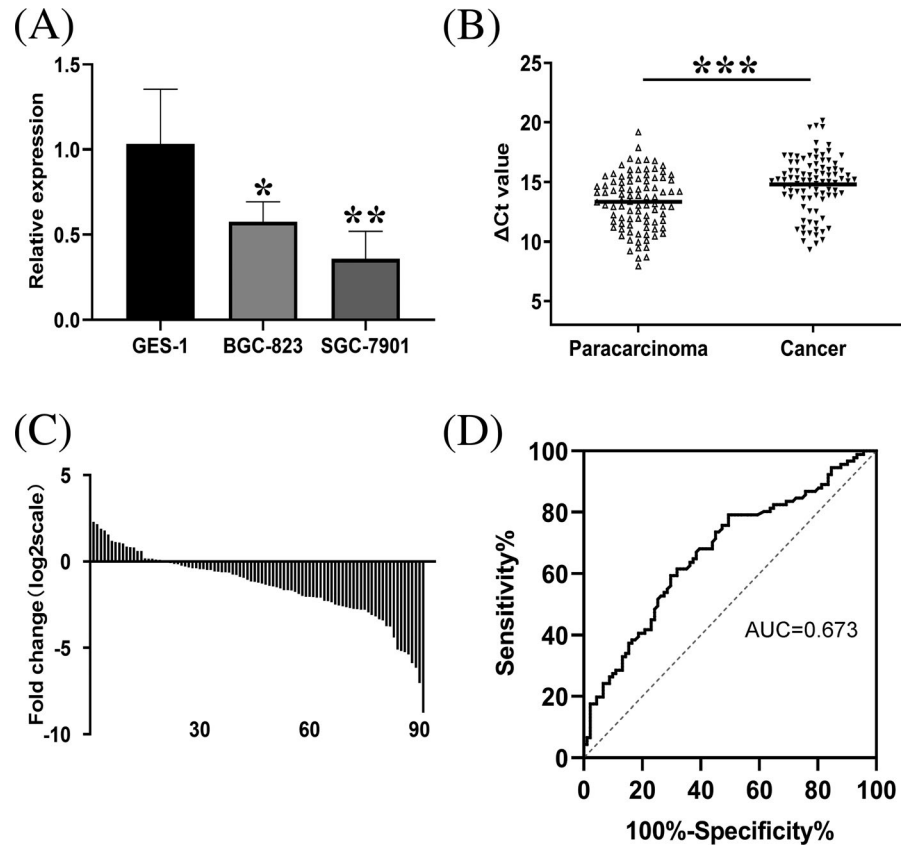 (A)
Relative expression
1.5
1.0
0.5
0.0
*
**
GES-1 BGC-823 SGC-7901
(B)
ΔCt value
25
20
15
10
5
***
Paracarcinoma Cancer
(C)
Fold change(log2scale)
5
0
-5
-10
30 60 90
(D)
Sensitivity%
100
80
60
40
20
0
AUC=0.673
0 20 40 60 80 100
100%-Specificity%